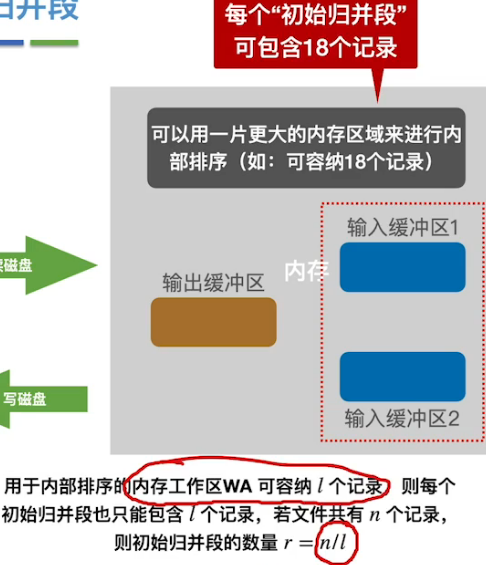 归并段
每个“初始归并段”
可包含18个记录
可以用一片更大的内存区域来进行内
部排序（如：可容纳18个记录）
输入缓冲区1
读磁盘
内存
输出缓冲区
写磁盘
输入缓冲区2
用于内部排序的内存工作区WA 可容纳 l 个记录，则每个
初始归并段也只能包含 l 个记录，若文件共有 n 个记录，
则初始归并段的数量 r = n/l